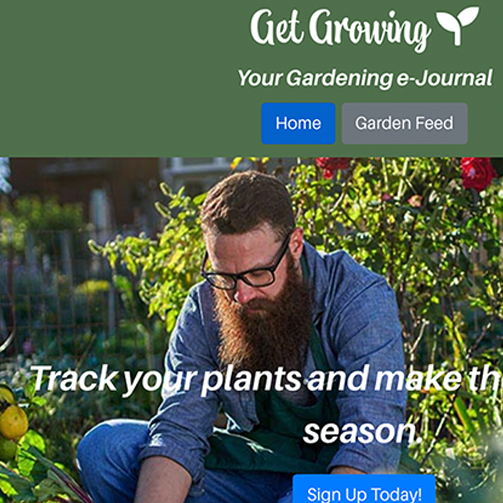 Get Growing
Your Gardening e-Journal
Home
Garden Feed
Track your plants and make th
season.
Sign Up Today!